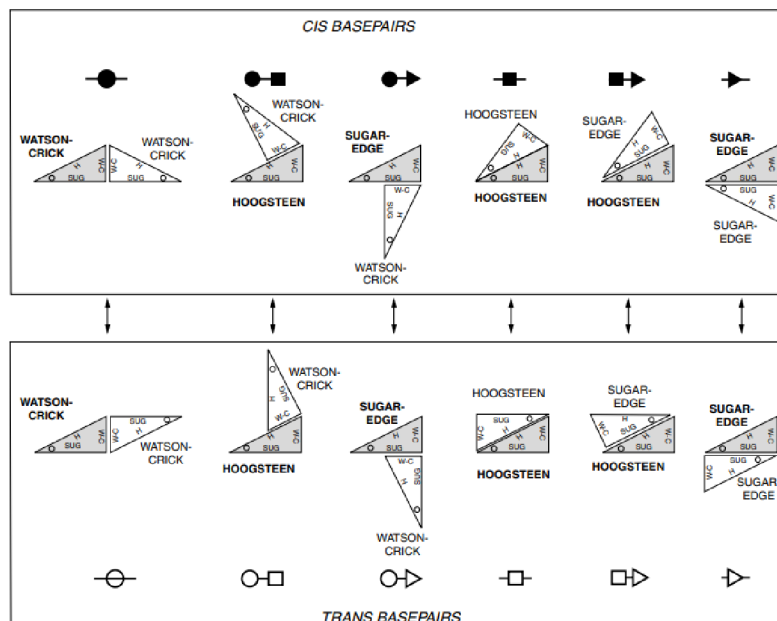 CIS BASEPAIRS
WATSON-
CRICK
WATSON-
CRICK
H
W-C
SUG
W-C
H
SUG
WATSON-
CRICK
H
SUG
W-C
H
W-C
SUG
HOOGSTEEN
SUGAR-
EDGE
H
W-C
SUG
W-C
SUG
H
WATSON-
CRICK
HOOGSTEEN
W-C
H
SUG
H
W-C
SUG
HOOGSTEEN
SUGAR-
EDGE
W-C
H
SUG
H
W-C
SUG
HOOGSTEEN
SUGAR-
EDGE
H
W-C
SUG
SUG
H
W-C
SUGAR-
EDGE
WATSON-
CRICK
H
W-C
SUG
SUG
W-C
H
WATSON-
CRICK
WATSON-
CRICK
H
SUG
W-C
H
W-C
SUG
HOOGSTEEN
SUGAR-
EDGE
H
W-C
SUG
W-C
SUG
H
WATSON-
CRICK
HOOGSTEEN
SUG
W-C
H
H
W-C
SUG
HOOGSTEEN
SUGAR-
EDGE
H
W-C
SUG
H
W-C
SUG
HOOGSTEEN
SUGAR-
EDGE
H
W-C
SUG
SUG
W-C
H
SUGAR-
EDGE
TRANS BASEPAIRS